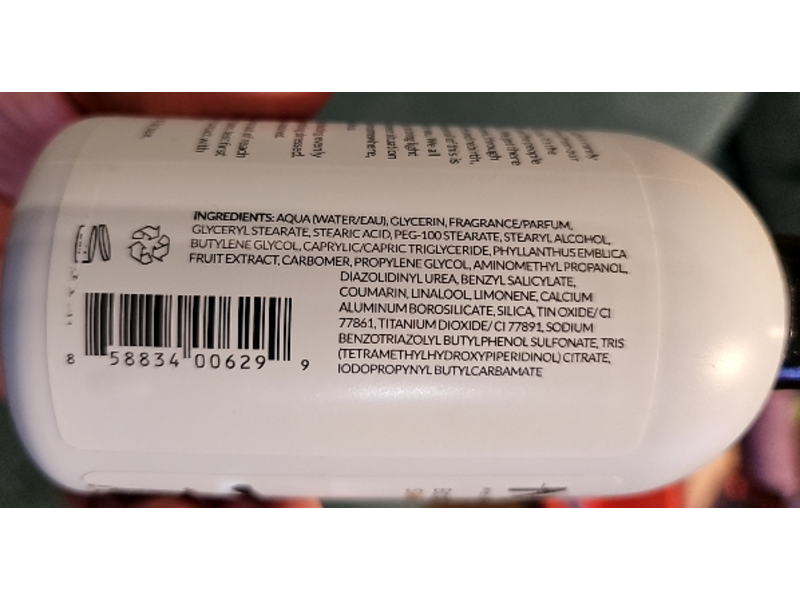 INGREDIENTS: AQUA (WATER/EAU), GLYCERIN, FRAGRANCE/PARFUM,
GLYCERYL STEARATE, STEARIC ACID, PEG-100 STEARATE, STEARYL ALCOHOL,
BUTYLENE GLYCOL, CAPRYLIC/CAPRIC TRIGLYCERIDE, PHYLLANTHUS EMBLICA
FRUIT EXTRACT, CARBOMER, PROPYLENE GLYCOL, AMINOMETHYL PROPANOL,
DIAZOLIDINYL UREA, BENZYL SALICYLATE,
COUMARIN, LINALOOL, LIMONENE, CALCIUM
ALUMINUM BOROSILICATE, SILICA, TIN OXIDE/ CI
77861, TITANIUM DIOXIDE/ CI 77891, SODIUM
BENZOTRIAZOLYL BUTYLPHENOL SULFONATE, TRIS
(TETRAMETHYLHYDROXYPIPERIDINOL) CITRATE,
IODOPROPYNYL BUTYLCARBAMATE
8 58834 00629 9